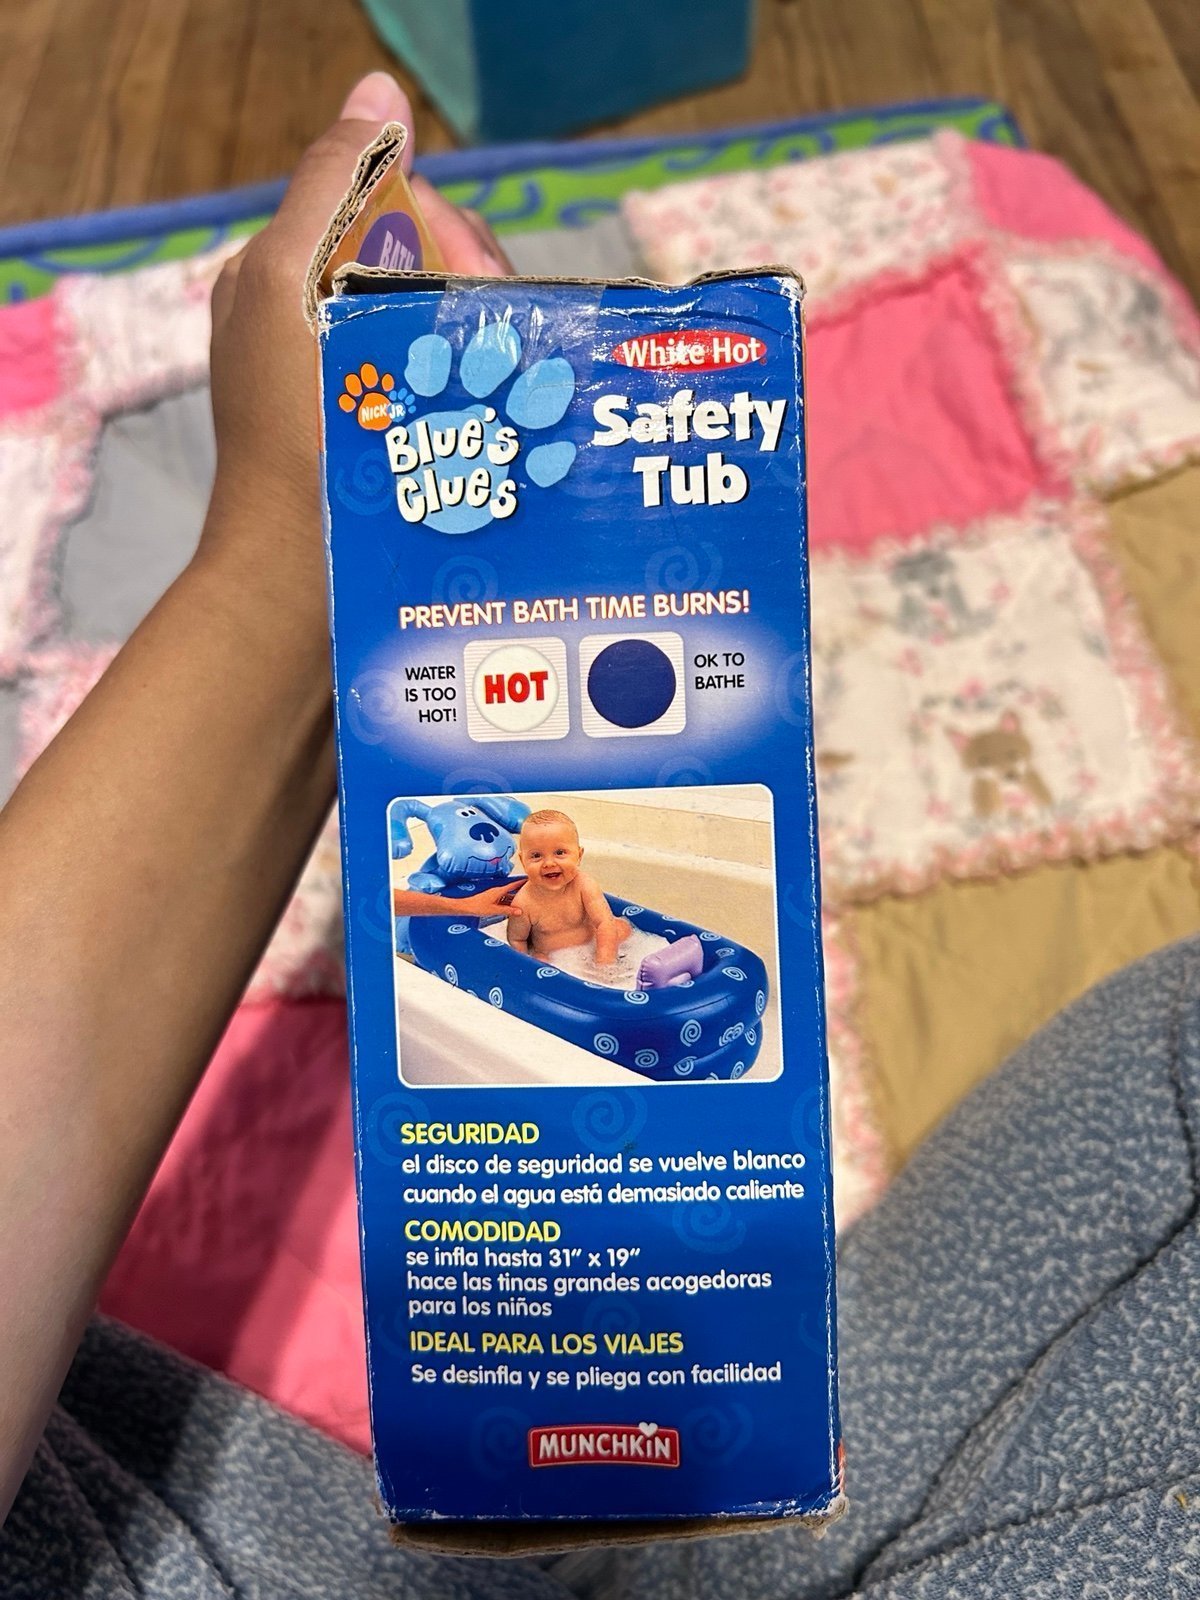 BATH
NICK JR
Blue's
Clues™
White Hot®
Safety
Tub
PREVENT BATH TIME BURNS!
WATER
IS TOO
HOT!
HOT
OK TO
BATHE
SEGURIDAD
el disco de seguridad se vuelve blanco
cuando el agua está demasiado caliente
COMODIDAD
se infla hasta 31" x 19"
hace las tinas grandes acogedoras
para los niños
IDEAL PARA LOS VIAJES
Se desinfla y se pliega con facilidad
MUNCHKIN